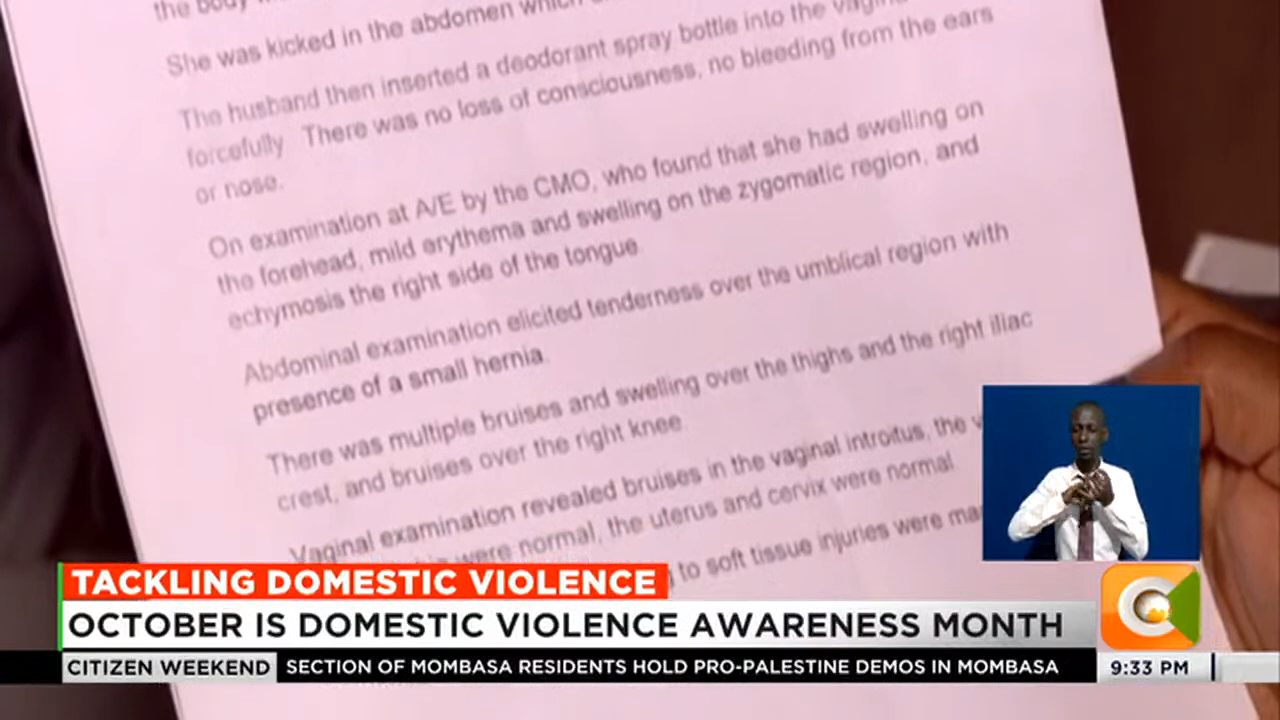 the body
She was kicked in the abdomen which
The husband then inserted a deodorant spray bottle into the
forcefully There was no loss of consciousness, no bleeding from the ears
or nose.
On examination at A/E by the CMO, who found that she had swelling on
the forehead, mild erythema and swelling on the zygomatic region, and
echymosis the right side of the tongue
Abdominal examination elicited tenderness over the umblical region with
presence of a small hernia.
There was multiple bruises and swelling over the thighs and the right iliac
crest, and bruises over the right knee.
Vaginal examination revealed bruises in the vaginal introitus, the
were normal, the uterus and cervix were normal
to soft tissue injuries were
TACKLING DOMESTIC VIOLENCE
OCTOBER IS DOMESTIC VIOLENCE AWARENESS MONTH
CITIZEN WEEKEND SECTION OF MOMBASA RESIDENTS HOLD PRO-PALESTINE DEMOS IN MOMBASA 9:33 PM